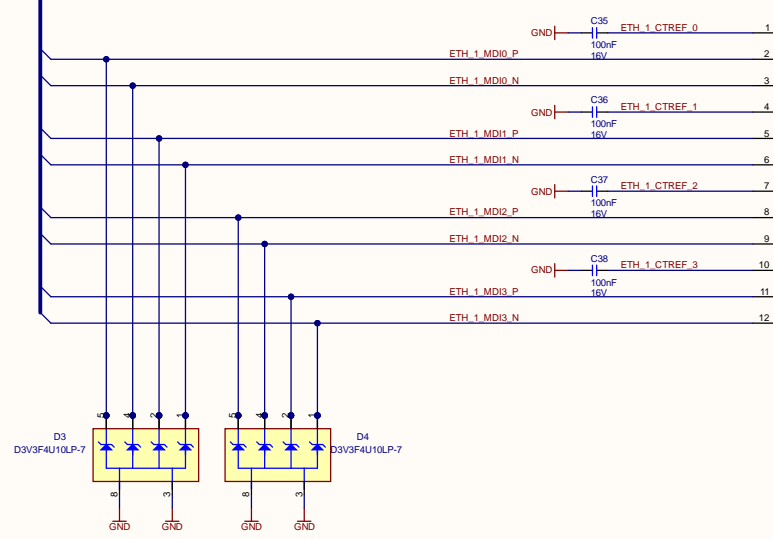 C35
GND ETH_1_CTREF_0 1
100nF
ETH_1_MDI0_P 16V 2
ETH_1_MDI0_N 3
C36
GND ETH_1_CTREF_1 4
100nF
ETH_1_MDI1_P 16V 5
ETH_1_MDI1_N 6
C37
GND ETH_1_CTREF_2 7
100nF
ETH_1_MDI2_P 16V 8
ETH_1_MDI2_N 9
C38
GND ETH_1_CTREF_3 10
100nF
ETH_1_MDI3_P 16V 11
ETH_1_MDI3_N 12
5 4 2 1 5 4 2 1
D3 D4
D3V3F4U10LP-7 D3V3F4U10LP-7
8 3 8 3
GND GND GND GND